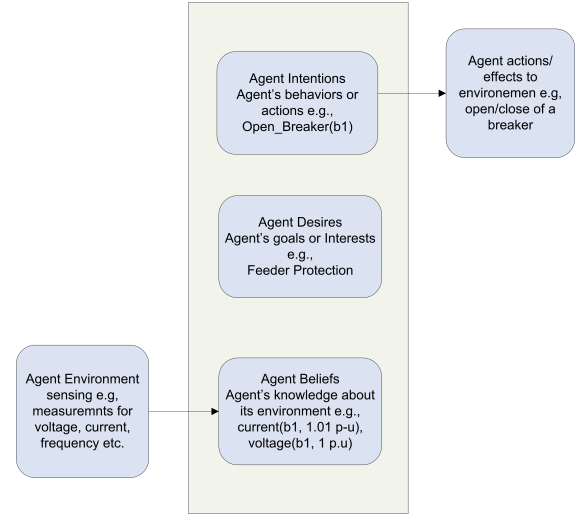 Agent Intentions
Agent's behaviors or
actions e.g.,
Open_Breaker(b1)
Agent actions/
effects to
environemen e.g,
open/close of a
breaker
Agent Desires
Agent's goals or Interests
e.g.,
Feeder Protection
Agent Environment
sensing e.g,
measuremnts for
voltage, current,
frequency etc.
Agent Beliefs
Agent's knowledge about
its environment e.g.,
current(b1, 1.01 p-u),
voltage(b1, 1 p.u)